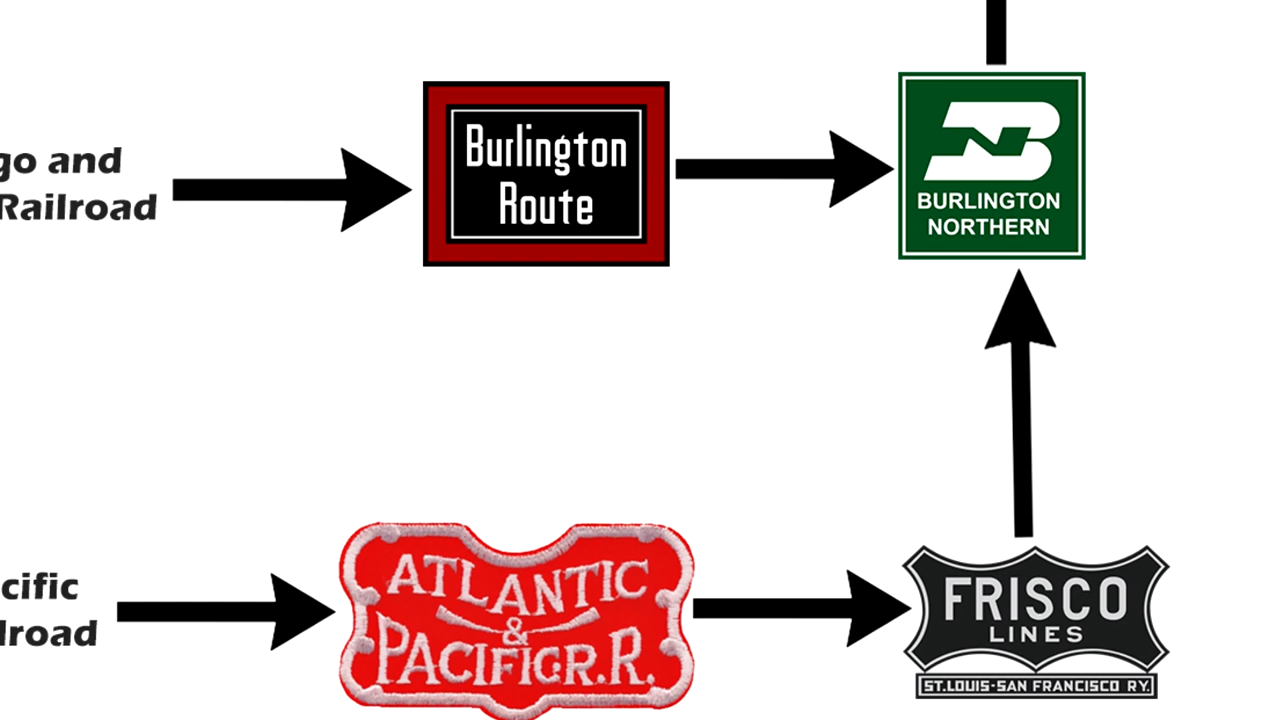 go and
Railroad
Burlington
Route
BURLINGTON
NORTHERN
cific
lroad
ATLANTIC
&
PACIFIC R.R.
FRISCO
LINES
ST.LOUIS-SAN FRANCISCO RY.